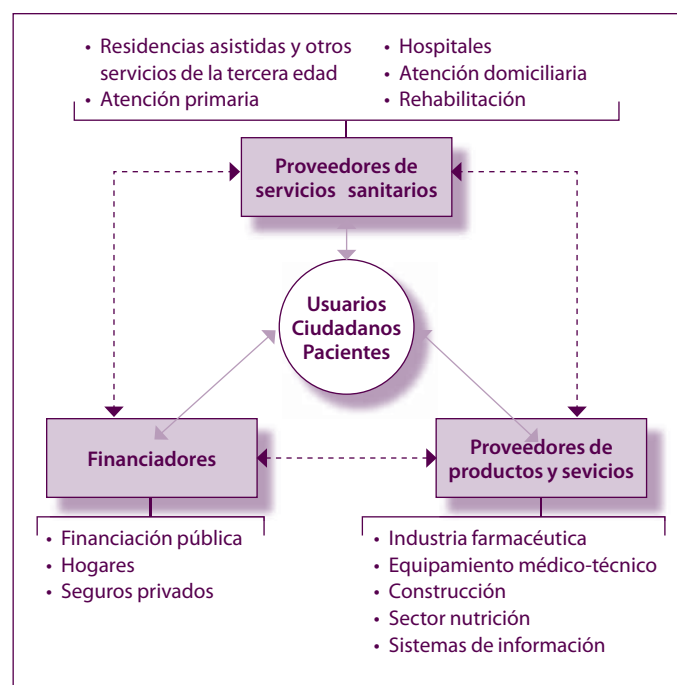 • Residencias asistidas y otros
servicios de la tercera edad
• Atención primaria
• Hospitales
• Atención domiciliaria
• Rehabilitación
Proveedores de
servicios sanitarios
Usuarios
Ciudadanos
Pacientes
Financiadores
Proveedores de
productos y sevicios
• Financiación pública
• Hogares
• Seguros privados
• Industria farmacéutica
• Equipamiento médico-técnico
• Construcción
• Sector nutrición
• Sistemas de información